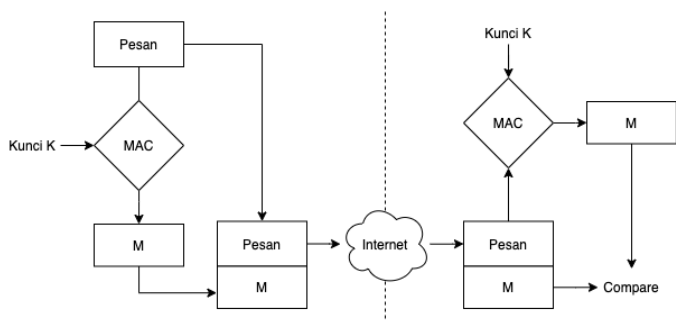 Pesan
Kunci K
MAC
M
Pesan
M
Internet
Kunci K
MAC
M
Pesan
M
Compare